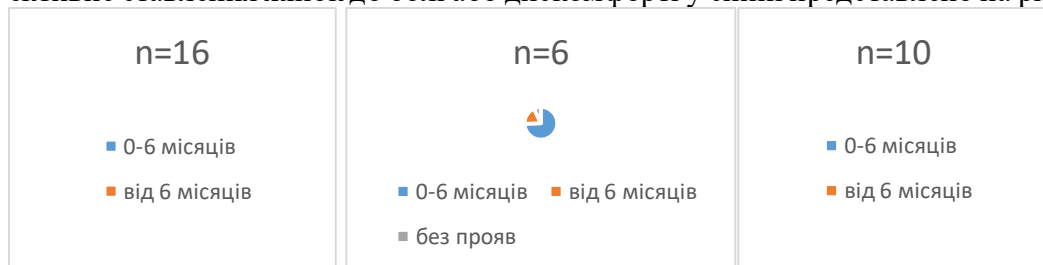 n=16
0-6 місяців
від 6 місяців
n=6
0-6 місяців від 6 місяців
без прояв
n=10
0-6 місяців
від 6 місяців